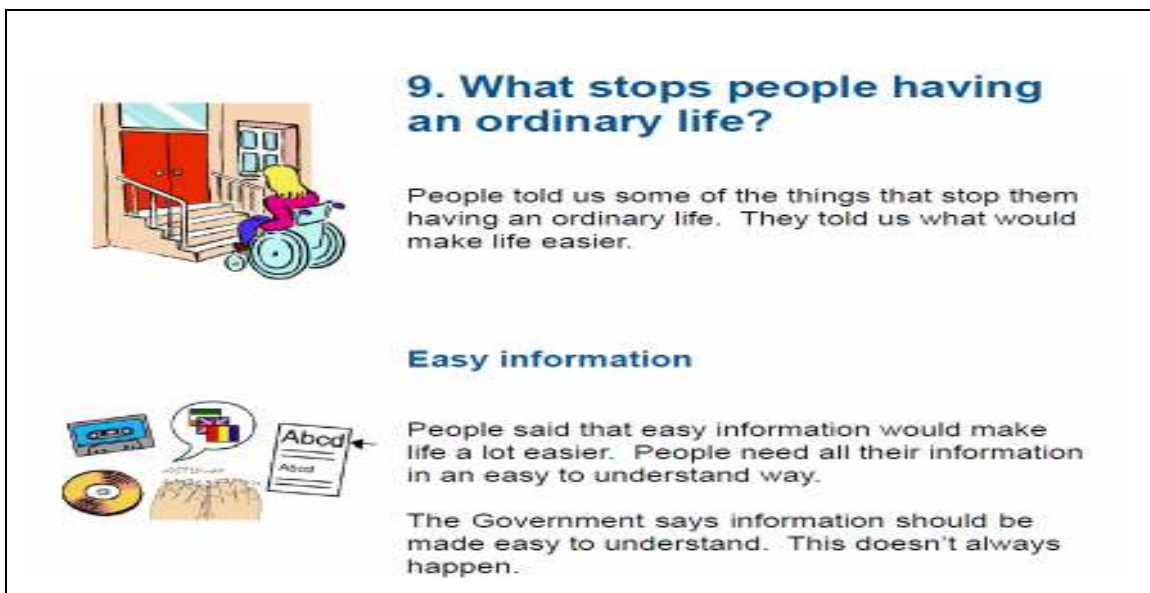 9. What stops people having
an ordinary life?
People told us some of the things that stop them
having an ordinary life. They told us what would
make life easier.
Easy information
Abcd
Abcd
People said that easy information would make
life a lot easier. People need all their information
in an easy to understand way.
The Government says information should be
made easy to understand. This doesn't always
happen.